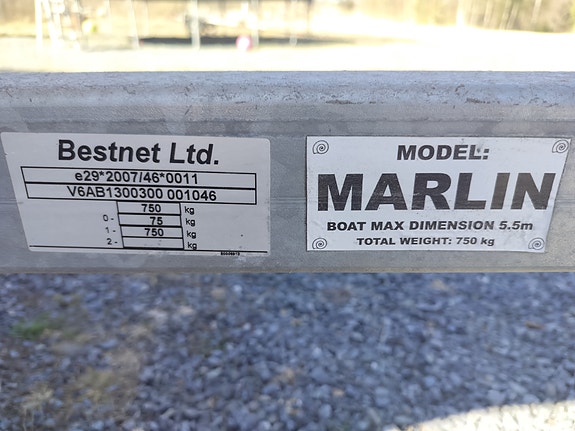 Bestnet Ltd.
e29*2007/46*0011
V6AB1300300 001046
750 kg
0- 75 kg
1- 750 kg
2- kg
MODEL:
MARLIN
BOAT MAX DIMENSION 5.5m
TOTAL WEIGHT: 750 kg